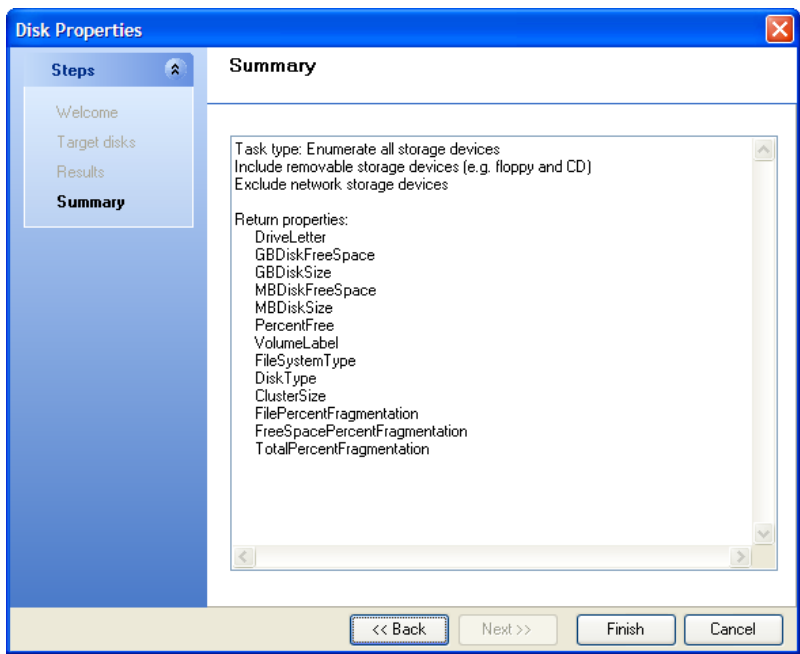 Disk Properties
Steps
Welcome
Target disks
Results
Summary
Summary
Task type: Enumerate all storage devices
Include removable storage devices (e.g. floppy and CD)
Exclude network storage devices
Return properties:
DriveLetter
GBDiskFreeSpace
GBDiskSize
MBDiskFreeSpace
MBDiskSize
PercentFree
VolumeLabel
FileSystemType
DiskType
ClusterSize
FilePercentFragmentation
FreeSpacePercentFragmentation
TotalPercentFragmentation
<< Back
Next >>
Finish
Cancel